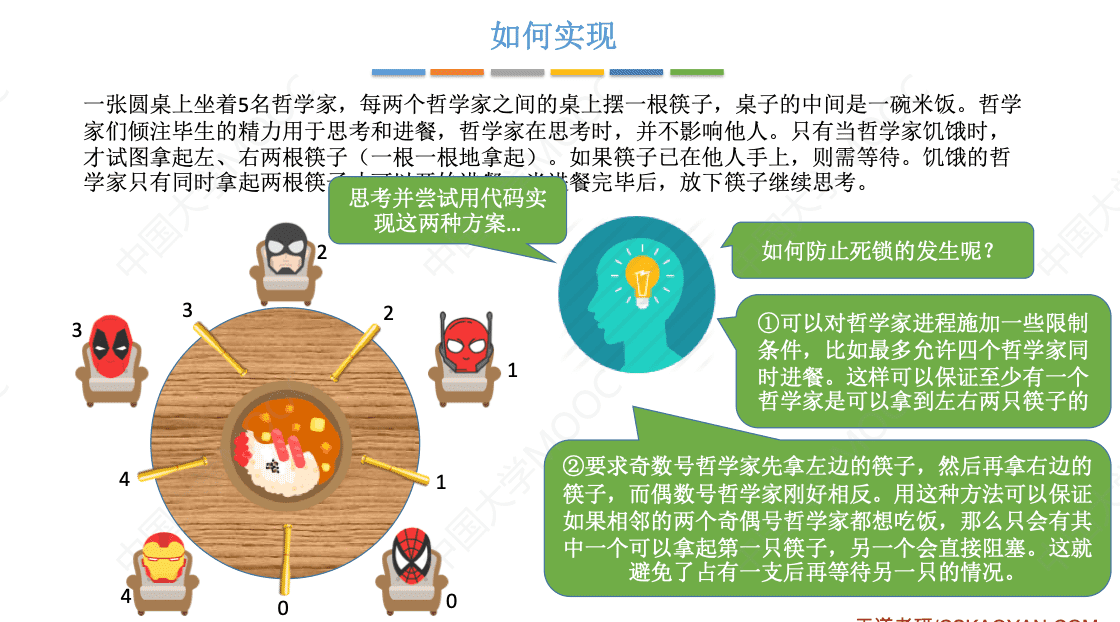 如何实现
一张圆桌上坐着5名哲学家，每两个哲学家之间的桌上摆一根筷子，桌子的中间是一碗米饭。哲学
家们倾注毕生的精力用于思考和进餐，哲学家在思考时，并不影响他人。只有当哲学家饥饿时，
才试图拿起左、右两根筷子（一根一根地拿起）。如果筷子已在他人手上，则需等待。饥饿的哲
学家只有同时拿起两根筷子才可以开始进餐，当进餐完毕后，放下筷子继续思考。
思考并尝试用代码实
现这两种方案…
如何防止死锁的发生呢？
①可以对哲学家进程施加一些限制
条件，比如最多允许四个哲学家同
时进餐。这样可以保证至少有一个
哲学家是可以拿到左右两只筷子的
②要求奇数号哲学家先拿左边的筷子，然后再拿右边的
筷子，而偶数号哲学家刚好相反。用这种方法可以保证
如果相邻的两个奇偶号哲学家都想吃饭，那么只会有其
中一个可以拿起第一只筷子，另一个会直接阻塞。这就
避免了占有一支后再等待另一只的情况。
2
3
2
3
1
4
1
4
0
0
中国大学MOOC